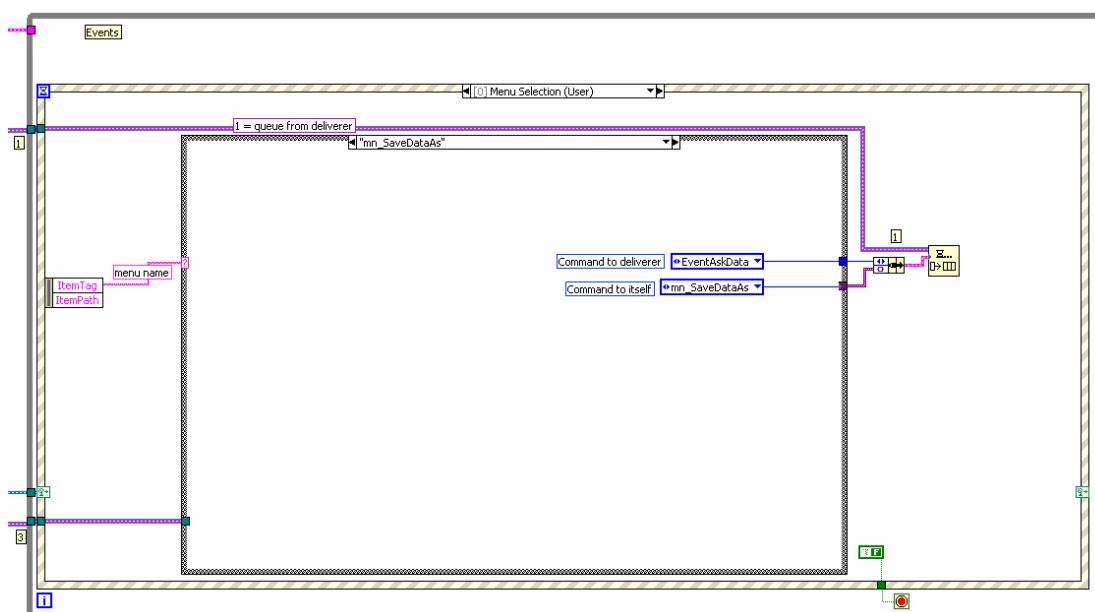 Events
[0] Menu Selection (User)
1 = queue from deliverer
1
"mn_SaveDataAs"
1
Command to deliverer
EventAskData
menu name
?
ItemTag
Command to itself
mn_SaveDataAs
ItemPath
3
F
i